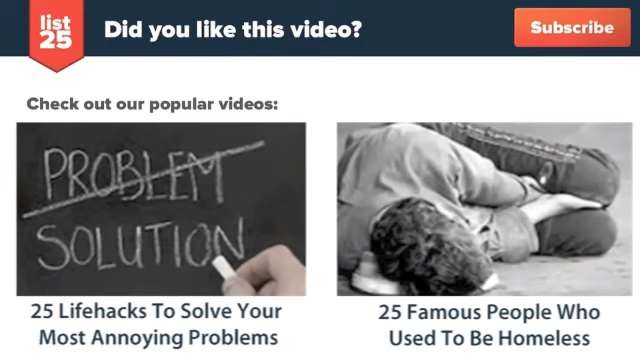 list
25
Did you like this video?
Subscribe
Check out our popular videos:
PROBLEM
SOLUTION
25 Lifehacks To Solve Your
Most Annoying Problems
25 Famous People Who
Used To Be Homeless